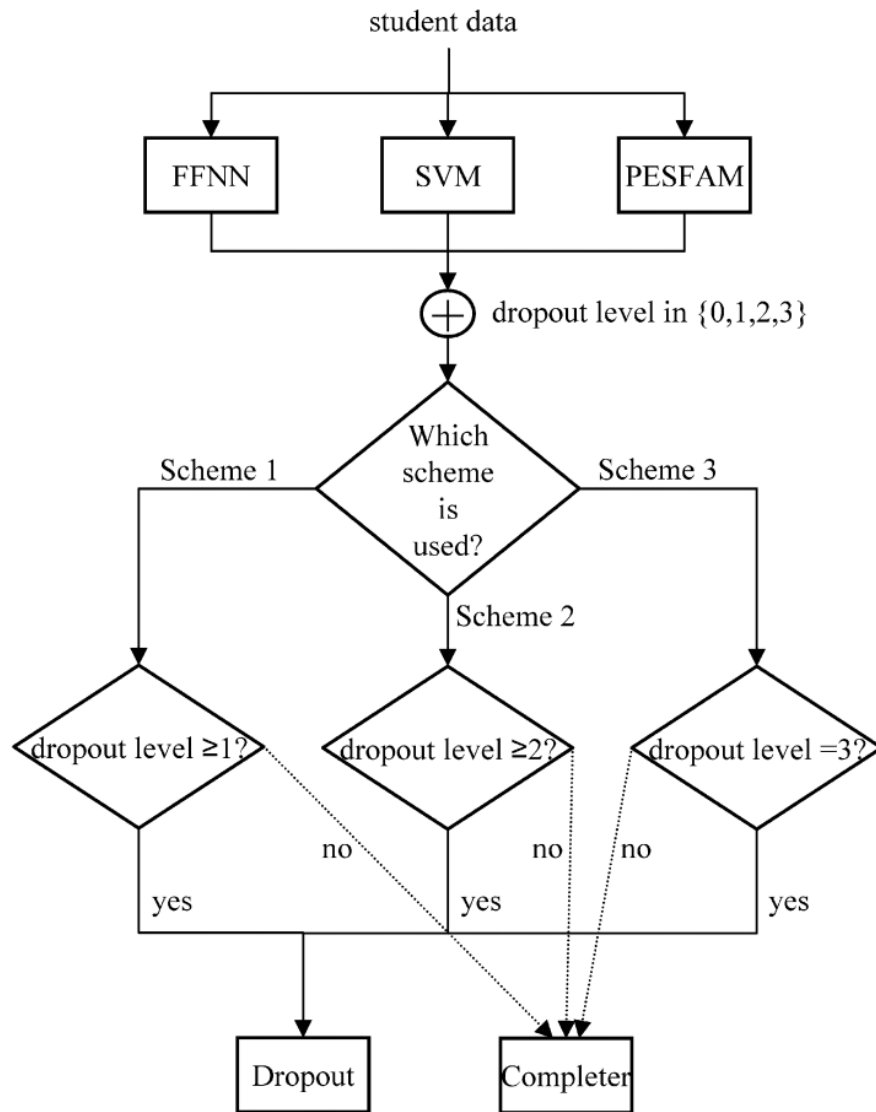 student data
FFNN
SVM
PESFAM
dropout level in {0,1,2,3}
Which
scheme
is
used?
Scheme 1
Scheme 3
Scheme 2
dropout level ≥1?
dropout level ≥2?
dropout level =3?
no
no
no
yes
yes
yes
Dropout
Completer